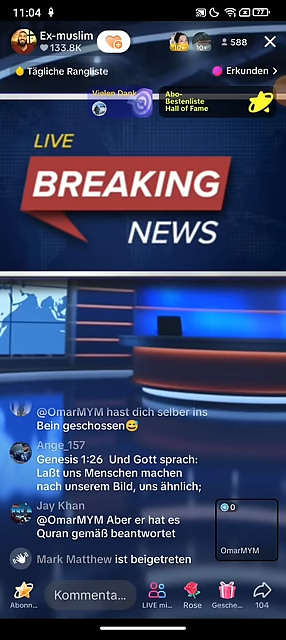 11:04
77
Ex-muslim
133.8K
10+
10+
588
Tägliche Rangliste
Erkunden >
Vielen Dank
Abo-
Bestenliste
Hall of Fame
LIVE
BREAKING
NEWS
@OmarMYM hast dich selber ins
Bein geschossen😅
Ange_157
Genesis 1:26 Und Gott sprach:
Laßt uns Menschen machen
nach unserem Bild, uns ähnlich;
Jay Khan
@OmarMYM Aber er hat es
Quran gemäß beantwortet
0
OmarMYM
Mark Matthew ist beigetreten
Kommenta...
Abonn...
LIVE mi...
Rose
Gesche...
104